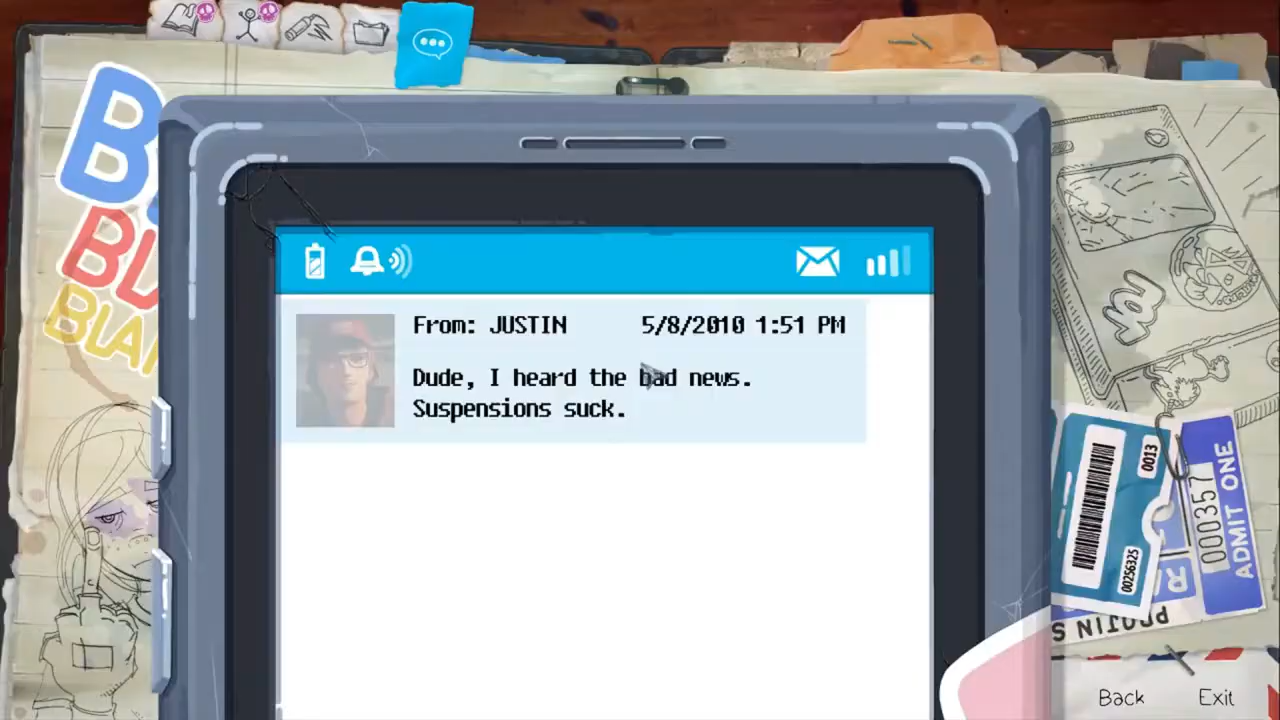 From: JUSTIN 5/8/2010 1:51 PM
Dude, I heard the bad news.
Suspensions suck.
0013
00256325
000357
ADMIT ONE
Back
Exit